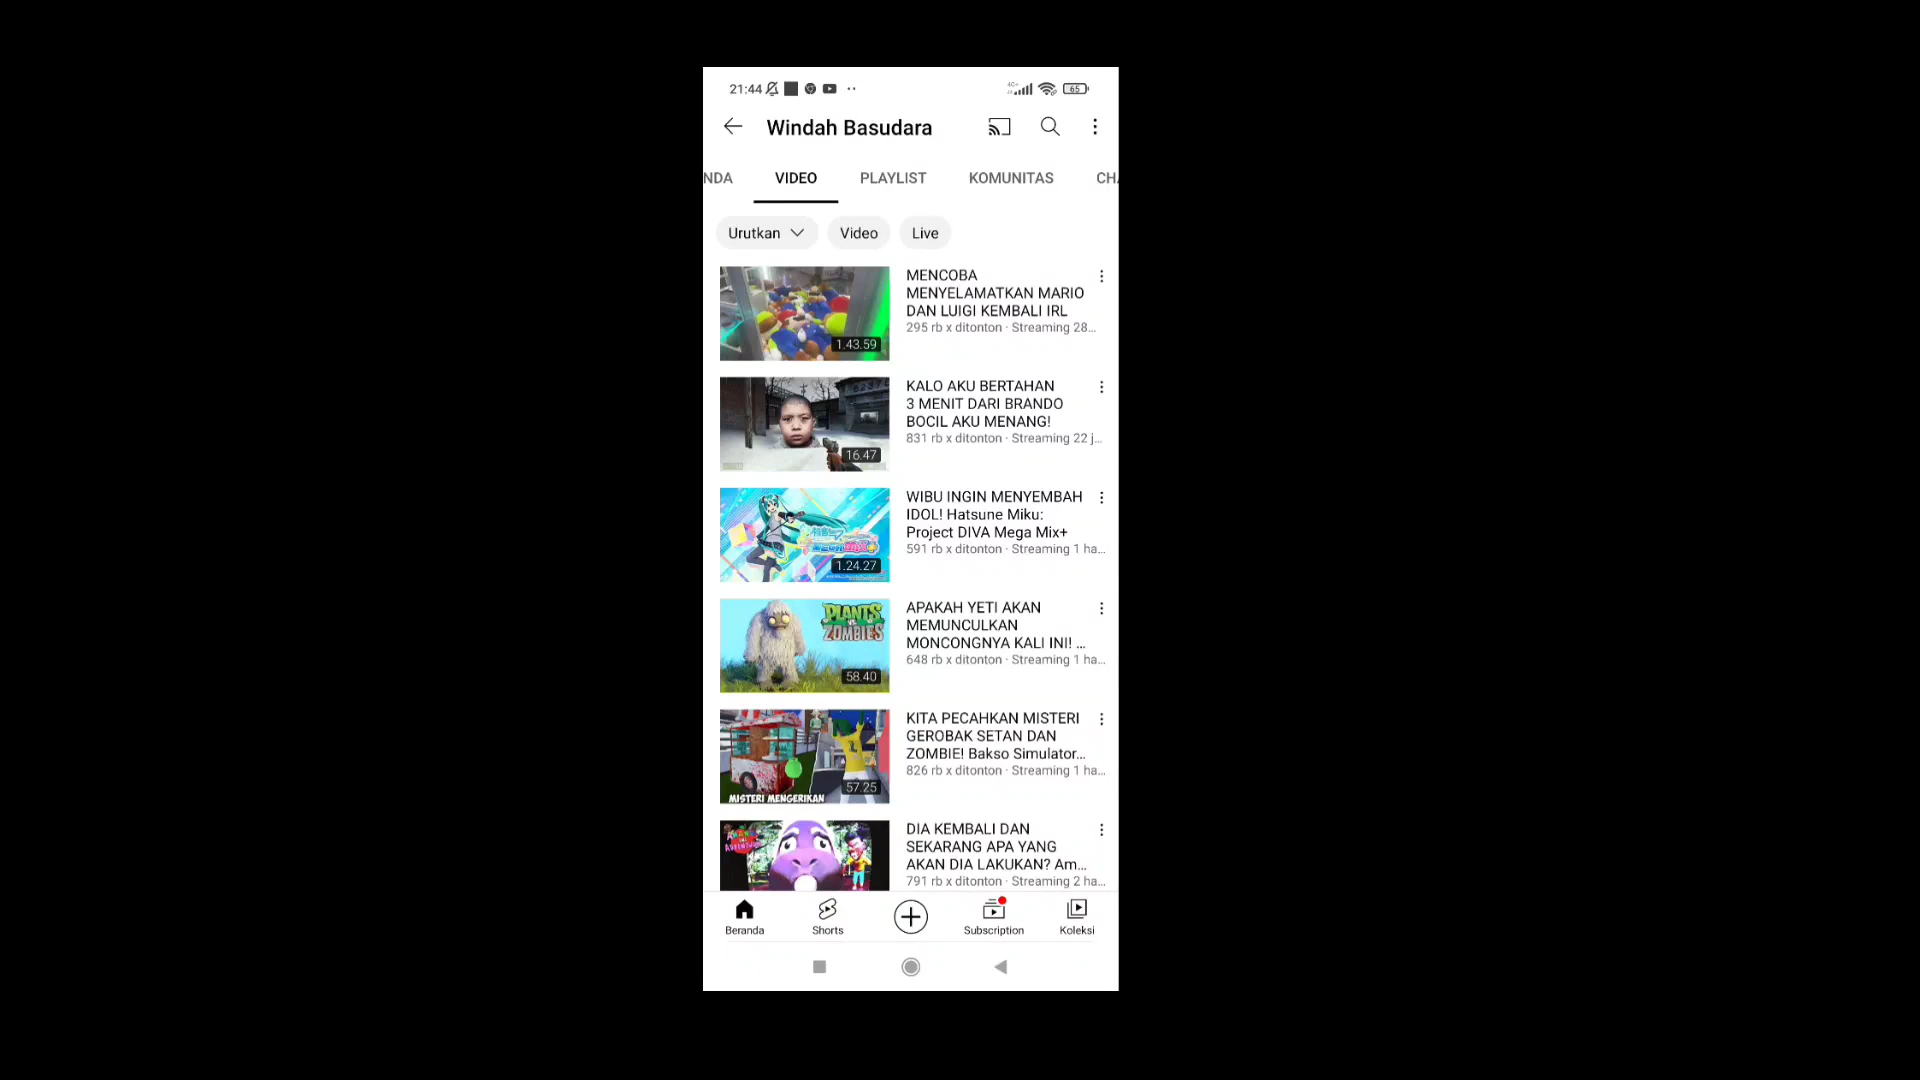 21:44
4G+
65
Windah Basudara
NDA VIDEO PLAYLIST KOMUNITAS CH
Urutkan Video Live
MENCOBA
MENYELAMATKAN MARIO
DAN LUIGI KEMBALI IRL
295 rb x ditonton · Streaming 28...
1.43.59
KALO AKU BERTAHAN
3 MENIT DARI BRANDO
BOCIL AKU MENANG!
831 rb x ditonton · Streaming 22 j...
16.47
WIBU INGIN MENYEMBAH
IDOL! Hatsune Miku:
Project DIVA Mega Mix+
591 rb x ditonton · Streaming 1 ha...
1.24.27
APAKAH YETI AKAN
MEMUNCULKAN
MONCONGNYA KALI INI! ...
648 rb x ditonton · Streaming 1 ha...
PLANTS
VS.
ZOMBIES
58.40
KITA PECAHKAN MISTERI
GEROBAK SETAN DAN
ZOMBIE! Bakso Simulator...
826 rb x ditonton · Streaming 1 ha...
57.25
MISTERI MENGERIKAN
DIA KEMBALI DAN
SEKARANG APA YANG
AKAN DIA LAKUKAN? Am...
791 rb x ditonton · Streaming 2 ha...
Beranda Shorts Subscription Koleksi